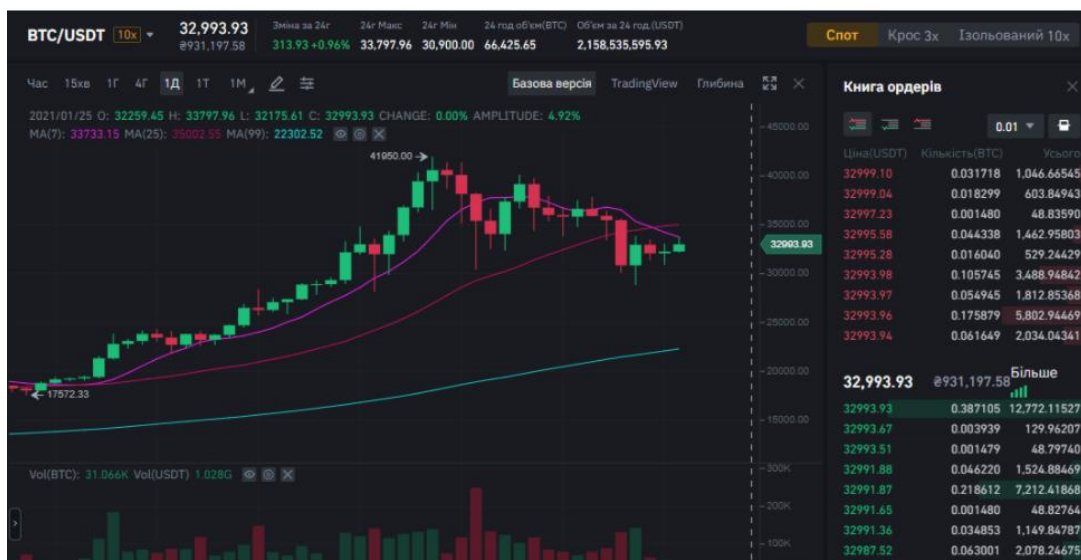 BTC/USDT 10x 32,993.93 Зміна за 24г 24г Макс 24г Мін 24 год об'єм(BTC) Об'єм за 24 год.(USDT) Спот Крос 3x Ізольований 10x
₴931,197.58 313.93 +0.96% 33,797.96 30,900.00 66,425.65 2,158,535,595.93
Час 15хв 1Г 4Г 1Д 1Т 1М Базова версія TradingView Глибина
2021/01/25 O: 32259.45 H: 33797.96 L: 32175.61 C: 32993.93 CHANGE: 0.00% AMPLITUDE: 4.92%
MA(7): 33733.15 MA(25): 35002.55 MA(99): 22302.52
45000.00
41950.00
40000.00
35000.00
32993.93
30000.00
25000.00
20000.00
17572.33
15000.00
Vol(BTC): 31.066K Vol(USDT) 1.028G
300K
200K
100K
Книга ордерів
0.01
Ціна(USDT) Кількість(BTC) Усього
32999.10 0.031718 1,046.66545
32999.04 0.018299 603.84943
32997.23 0.001480 48.83590
32995.58 0.044338 1,462.95803
32995.28 0.016040 529.24429
32993.98 0.105745 3,488.94842
32993.97 0.054945 1,812.85368
32993.96 0.175879 5,802.94469
32993.94 0.061649 2,034.04341
32,993.93 ₴931,197.58 Більше
32993.93 0.387105 12,772.11527
32993.67 0.003939 129.96207
32993.51 0.001479 48.79740
32991.88 0.046220 1,524.88469
32991.87 0.218612 7,212.41868
32991.65 0.001480 48.82764
32991.36 0.034853 1,149.84787
32987.52 0.063001 2,078.24675